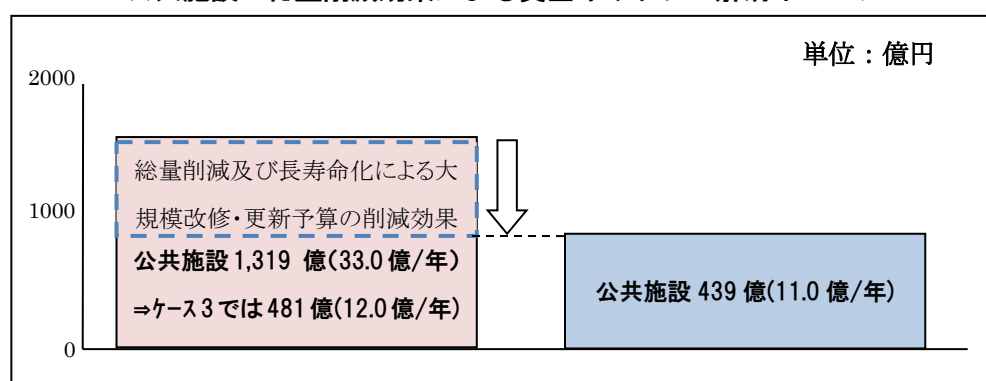 単位：億円
2000
総量削減及び長寿命化による大
規模改修・更新予算の削減効果
1000
公共施設 1,319 億(33.0 億/年)
⇒ケース3では 481 億(12.0 億/年)
公共施設 439 億(11.0 億/年)
0